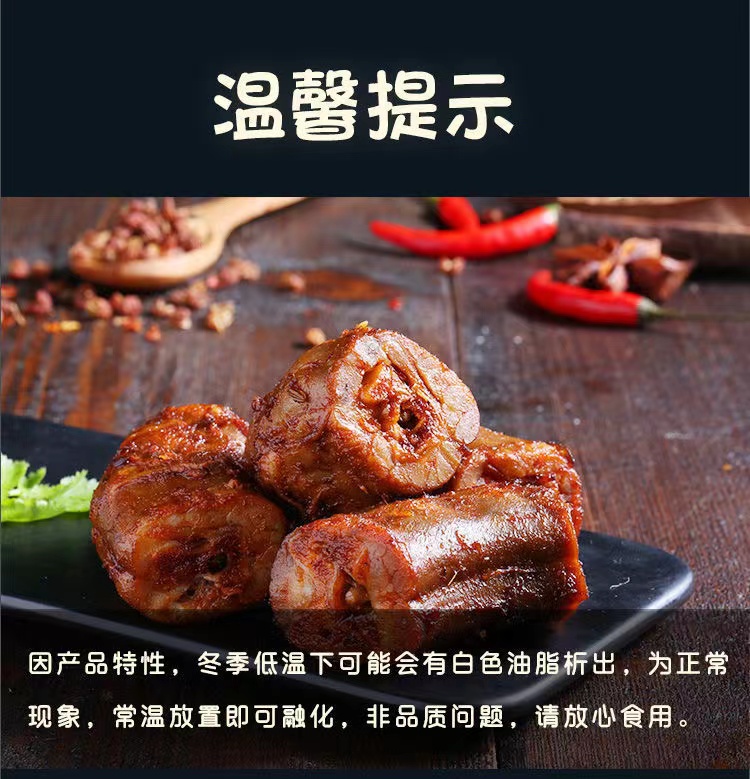 温馨提示
因产品特性，冬季低温下可能会有白色油脂析出，为正常
现象，常温放置即可融化，非品质问题，请放心食用。